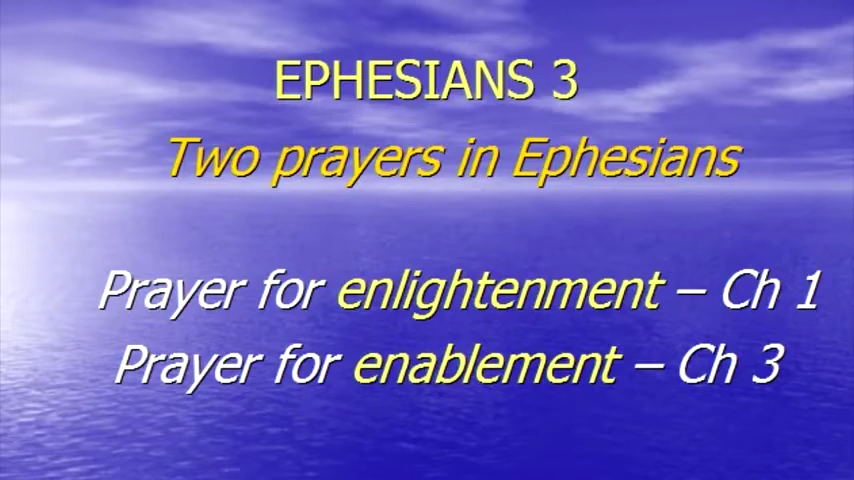 EPHESIANS 3
Two prayers in Ephesians
Prayer for enlightenment – Ch 1
Prayer for enablement – Ch 3